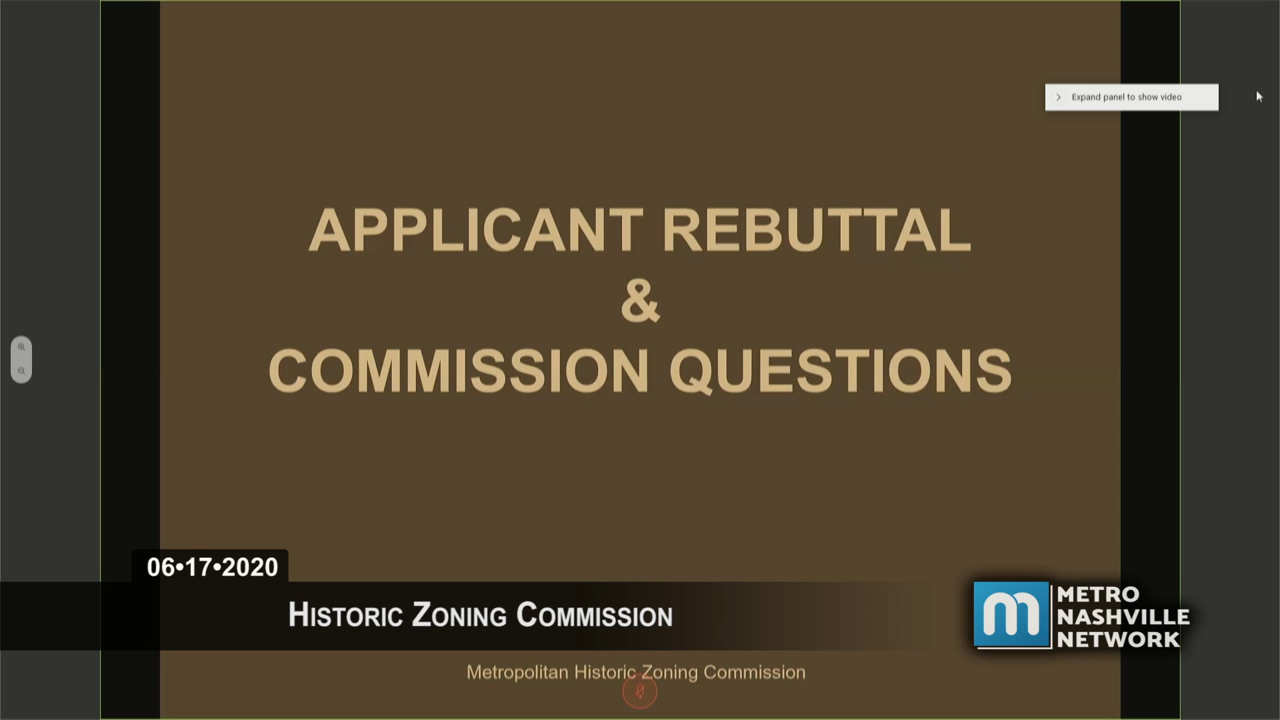 Expand panel to show video
APPLICANT REBUTTAL
&
COMMISSION QUESTIONS
06•17•2020
HISTORIC ZONING COMMISSION
METRO
NASHVILLE
NETWORK
Metropolitan Historic Zoning Commission